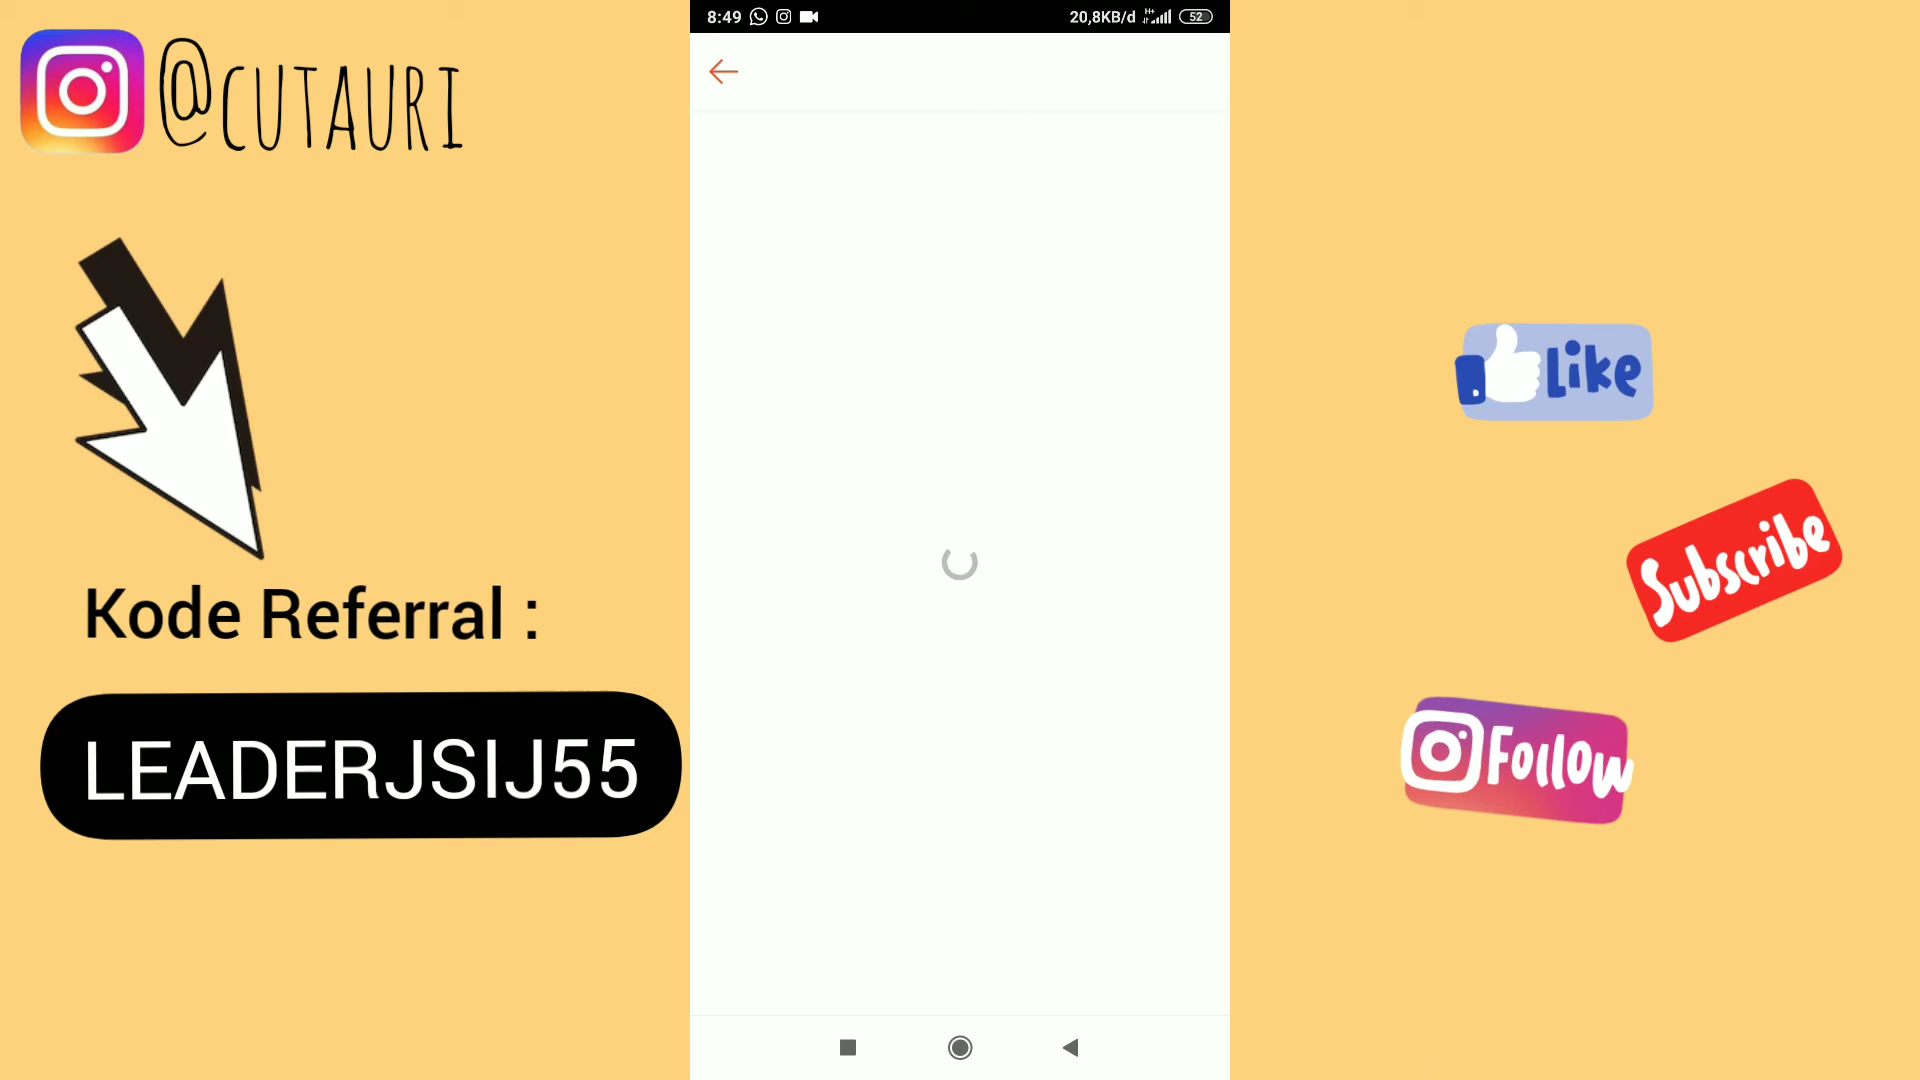 @CUTAURI
8:49
20,8KB/d H+ 52
Like
Subscribe
Kode Referral :
Follow
LEADERJSIJ55